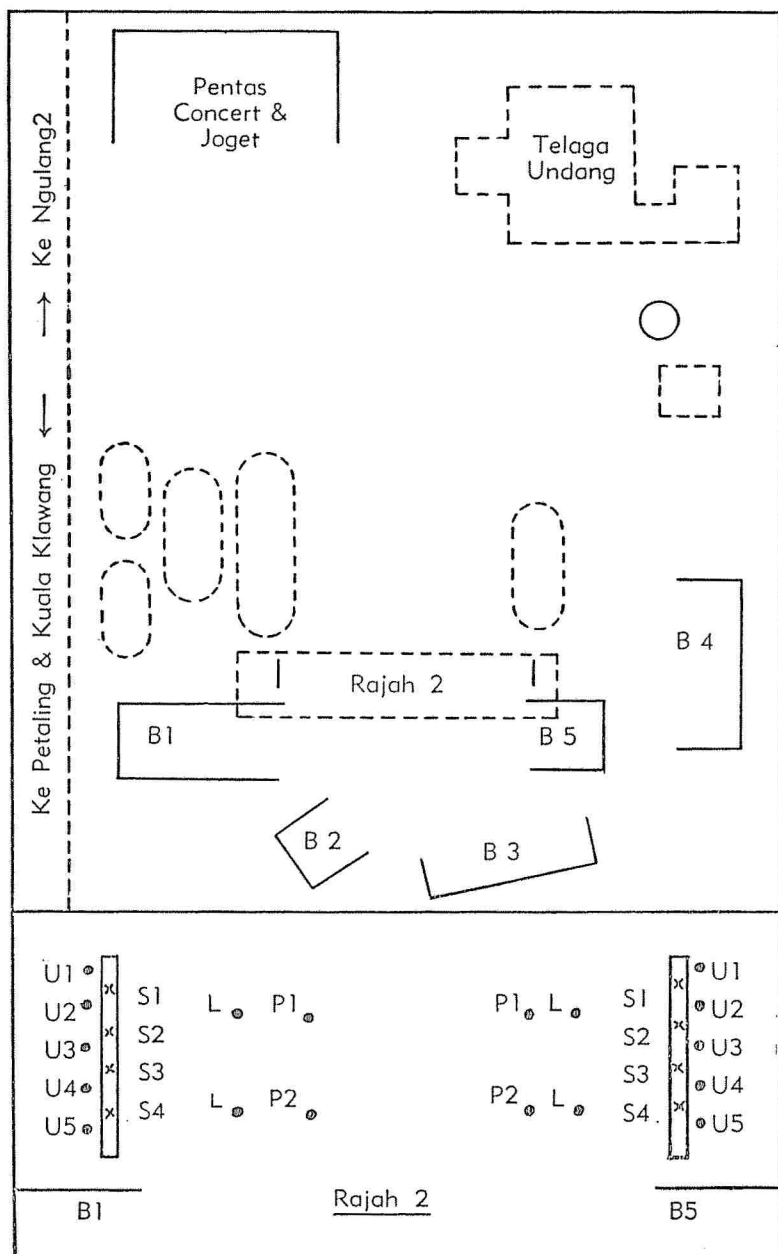 Pentas
Concert &
Joget
Telaga
Undang
Ke Petaling & Kuala Klawang ← → Ke Ngulang2
Rajah 2
B 4
B1
B 5
B 2
B 3
U1
U2
U3
U4
U5
S1
S2
S3
S4
L P1
L P2
P1 L
P2 L
S1
S2
S3
S4
U1
U2
U3
U4
U5
B1
Rajah 2
B5